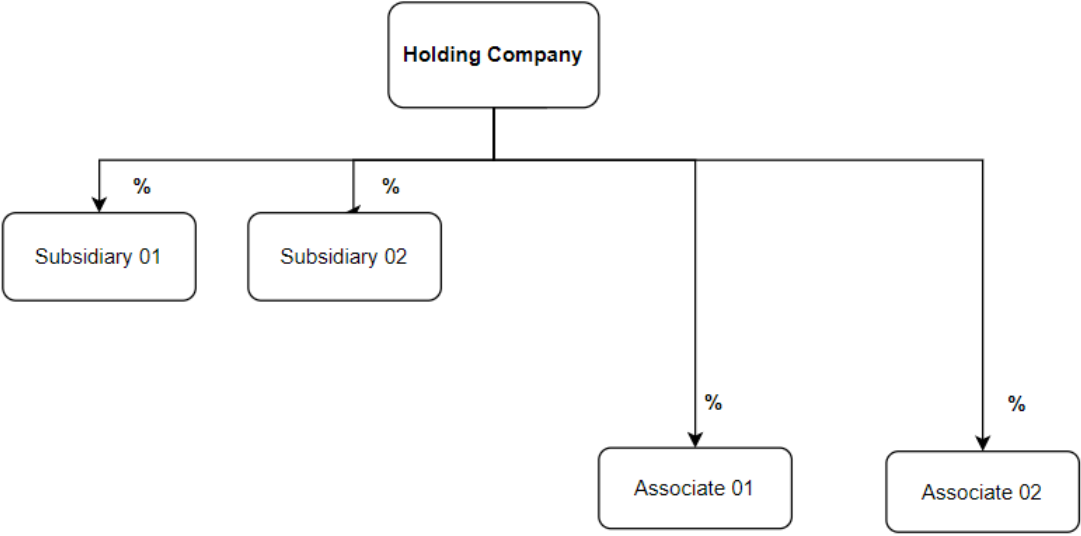 Holding Company
%
%
Subsidiary 01
Subsidiary 02
%
%
Associate 01
Associate 02